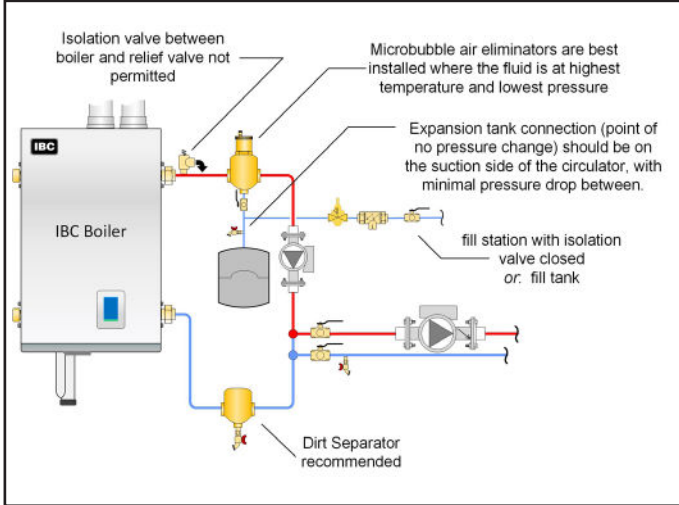 Isolation valve between
boiler and relief valve not
permitted
Microbubble air eliminators are best
installed where the fluid is at highest
temperature and lowest pressure
Expansion tank connection (point of
no pressure change) should be on
the suction side of the circulator, with
minimal pressure drop between.
IBC
IBC Boiler
fill station with isolation
valve closed
or: fill tank
Dirt Separator
recommended